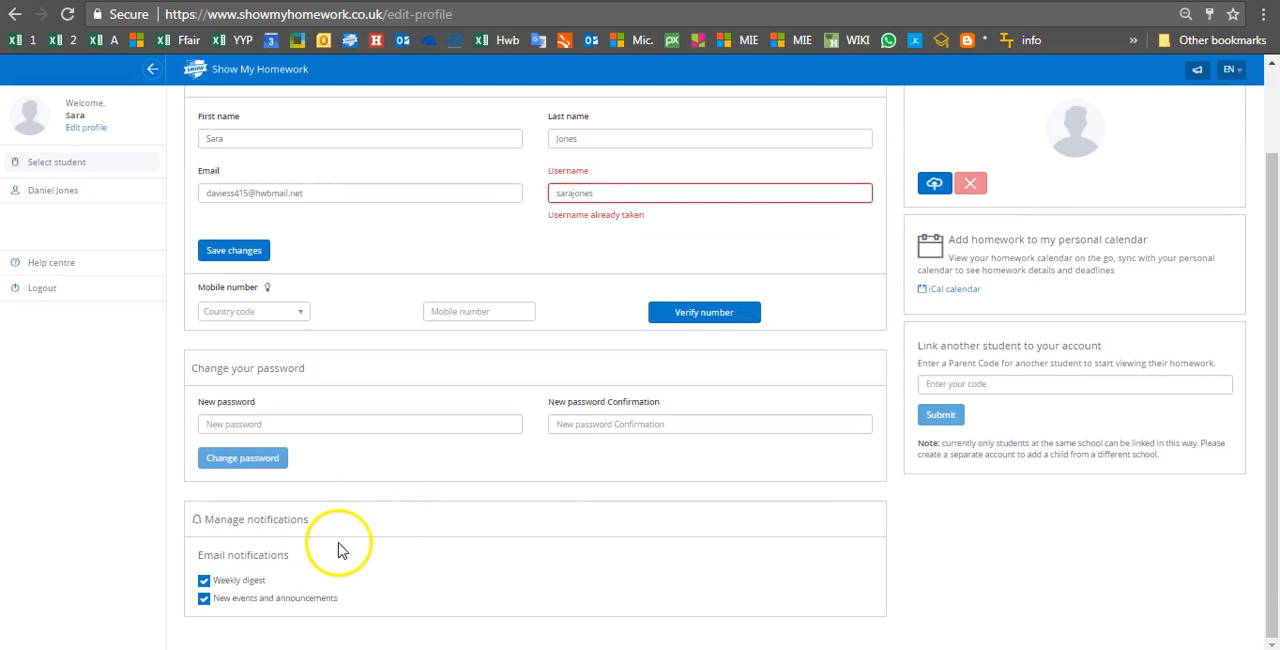 Secure | https://www.showmyhomework.co.uk/edit-profile
1 2 A Ffair YYP 3 Hwb Mic. MIE MIE WIKI * info » Other bookmarks
Show My Homework EN
Welcome,
Sara
Edit profile
Select student
Daniel Jones
Help centre
Logout
First name Last name
Sara Jones
Email Username
daviess415@hwbmail.net sarajones
Username already taken
Save changes
Mobile number
Country code Mobile number Verify number
Change your password
New password New password Confirmation
New password New password Confirmation
Change password
Manage notifications
Email notifications
Weekly digest
New events and announcements
Add homework to my personal calendar
View your homework calendar on the go, sync with your personal
calendar to see homework details and deadlines
iCal calendar
Link another student to your account
Enter a Parent Code for another student to start viewing their homework.
Enter your code
Submit
Note: currently only students at the same school can be linked in this way. Please
create a separate account to add a child from a different school.